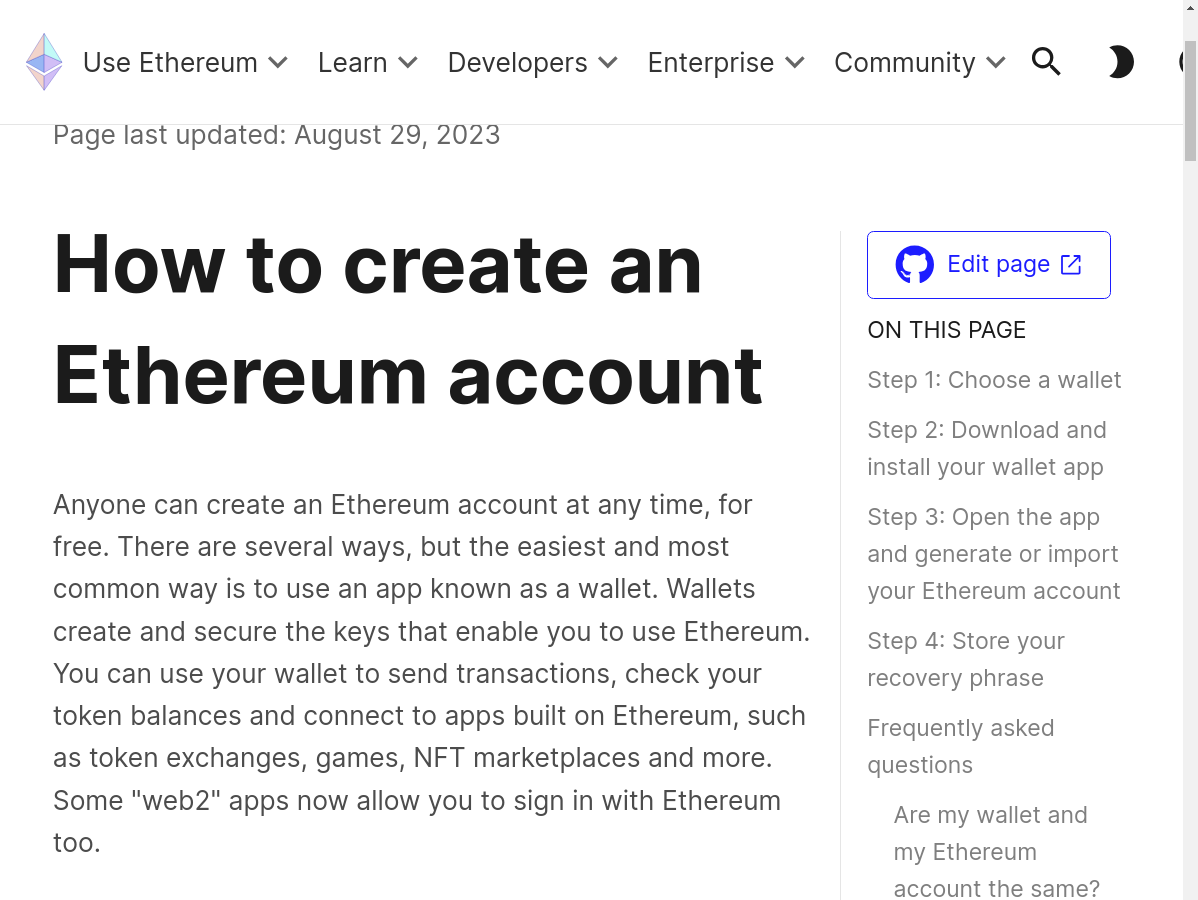 Use Ethereum
Learn
Developers
Enterprise
Community
Page last updated: August 29, 2023
How to create an
Ethereum account
Anyone can create an Ethereum account at any time, for
free. There are several ways, but the easiest and most
common way is to use an app known as a wallet. Wallets
create and secure the keys that enable you to use Ethereum.
You can use your wallet to send transactions, check your
token balances and connect to apps built on Ethereum, such
as token exchanges, games, NFT marketplaces and more.
Some "web2" apps now allow you to sign in with Ethereum
too.
Edit page
ON THIS PAGE
Step 1: Choose a wallet
Step 2: Download and
install your wallet app
Step 3: Open the app
and generate or import
your Ethereum account
Step 4: Store your
recovery phrase
Frequently asked
questions
Are my wallet and
my Ethereum
account the same?